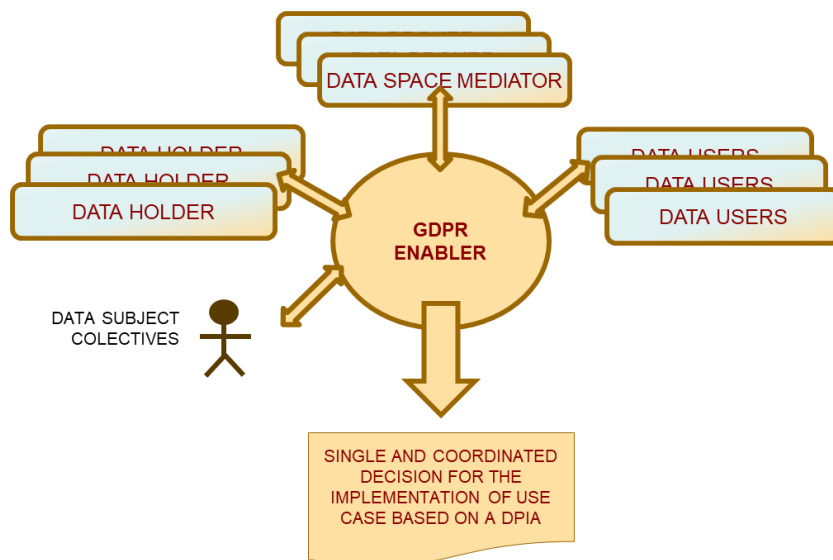 DATA SPACE MEDIATOR
DATA HOLDER
DATA HOLDER
DATA HOLDER
DATA USERS
DATA USERS
DATA USERS
GDPR
ENABLER
DATA SUBJECT
COLECTIVES
SINGLE AND COORDINATED
DECISION FOR THE
IMPLEMENTATION OF USE
CASE BASED ON A DPIA